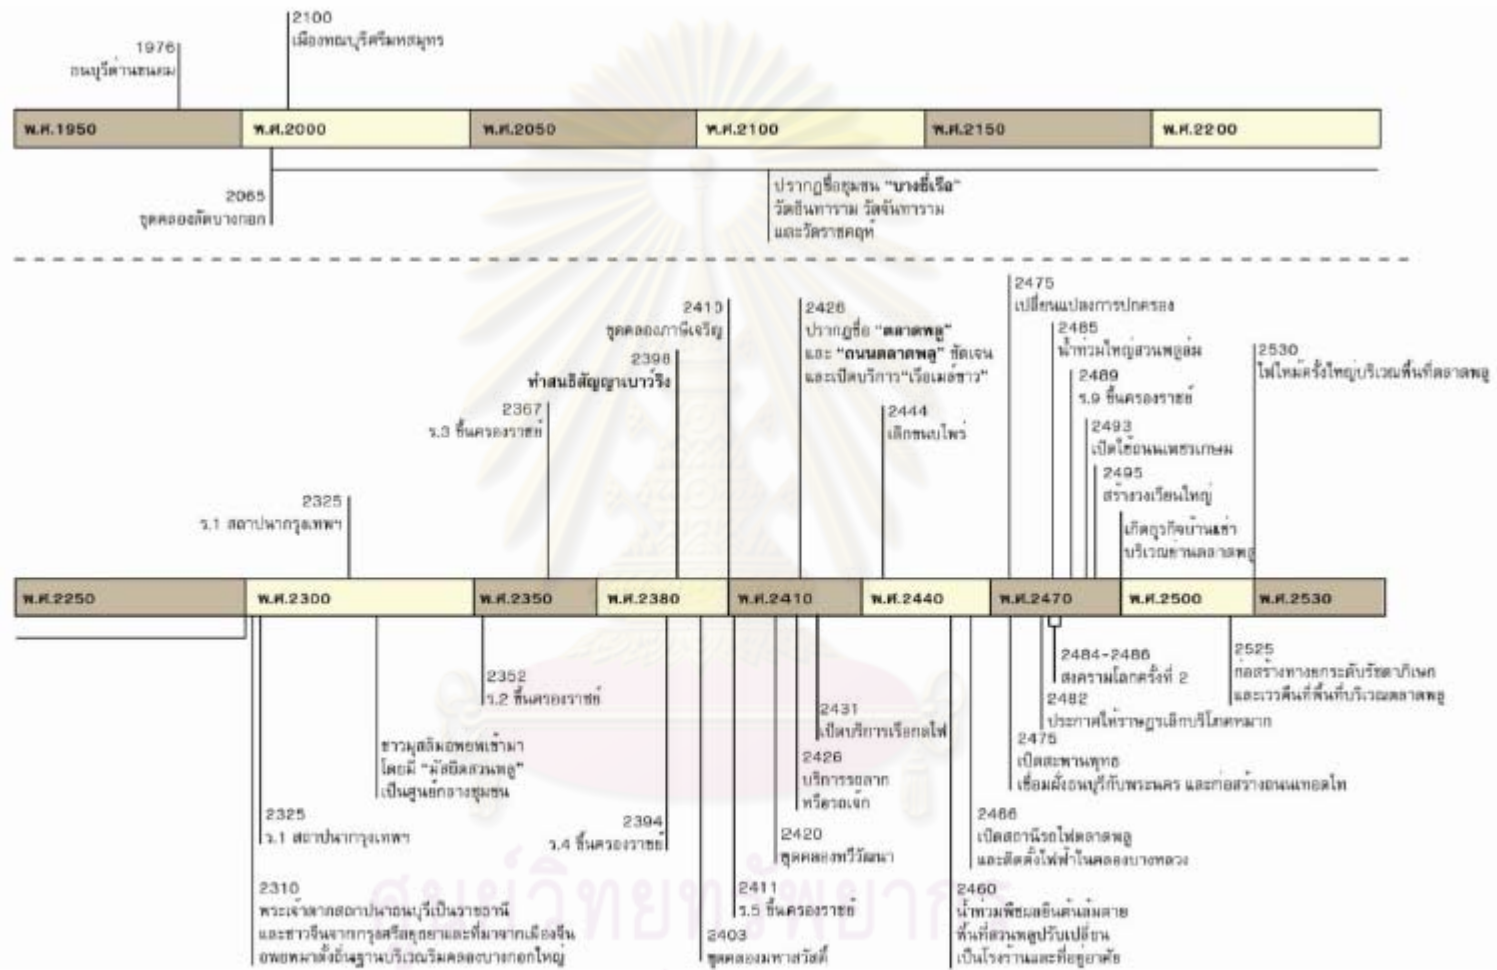 2100
เมืองทณบุรีศรีมหสมุทร
1976
ธนบุรีด่านขนอม
พ.ศ.1950
พ.ศ.2000
พ.ศ.2050
พ.ศ.2100
พ.ศ.2150
พ.ศ.2200
2065
ขุดคลองลัดบางกอก
ปรากฏชื่อชุมชน "บางยี่เรือ"
วัดอินทาราม วัดจันทาราม
และวัดราชคฤห์
2475
เปลี่ยนแปลงการปกครอง
2410
ขุดคลองภาษีเจริญ
2426
ปรากฏชื่อ "ตลาดพลู"
และ "ถนนตลาดพลู" ชัดเจน
และเปิดบริการ"เรือเมล์ขาว"
2485
น้ำท่วมใหญ่สวนพลูล่ม
2530
ไฟไหม้ครั้งใหญ่บริเวณพื้นที่ตลาดพลู
2398
ทำสนธิสัญญาเบาว์ริง
2489
ร.9 ขึ้นครองราชย์
2367
ร.3 ขึ้นครองราชย์
2444
เลิกขนบไพร่
2493
เปิดใช้ถนนเพชรเกษม
2495
สร้างวงเวียนใหญ่
2325
ร.1 สถาปนากรุงเทพฯ
เกิดธุรกิจบ้านเช่า
บริเวณย่านตลาดพลู
พ.ศ.2250
พ.ศ.2300
พ.ศ.2350
พ.ศ.2380
พ.ศ.2410
พ.ศ.2440
พ.ศ.2470
พ.ศ.2500
พ.ศ.2530
2484-2486
สงครามโลกครั้งที่ 2
2525
ก่อสร้างทางยกระดับรัชดาภิเษก
และเวรคืนที่พื้นที่บริเวณตลาดพลู
2352
ร.2 ขึ้นครองราชย์
2482
ประกาศให้ราษฎรเลิกบริโภคหมาก
2431
เปิดบริการเรือกลไฟ
2475
เปิดสะพานพุทธ
เชื่อมฝั่งธนบุรีกับพระนคร และก่อสร้างถนนเทอดไท
ชาวมุสลิมอพยพเข้ามา
โดยมี "มัสยิดสวนพลู"
เป็นศูนย์กลางชุมชน
2426
บริการรถลาก
หรือรถเจ๊ก
2325
ร.1 สถาปนากรุงเทพฯ
2394
ร.4 ขึ้นครองราชย์
2420
ขุดคลองทวีวัฒนา
2466
เปิดสถานีรถไฟตลาดพลู
และติดตั้งไฟฟ้าในคลองบางหลวง
2310
พระเจ้าตากสถาปนาธนบุรีเป็นราชธานี
และชาวจีนจากกรุงศรีอยุธยาและที่มาจากเมืองจีน
อพยพมาตั้งถิ่นฐานบริเวณริมคลองบางกอกใหญ่
2411
ร.5 ขึ้นครองราชย์
2403
ขุดคลองมหาสวัสดิ์
2460
น้ำท่วมพืชผลยืนต้นล้มตาย
พื้นที่สวนพลูปรับเปลี่ยน
เป็นโรงร้านและที่อยู่อาศัย
ศูนย์วิทยทรัพยากร